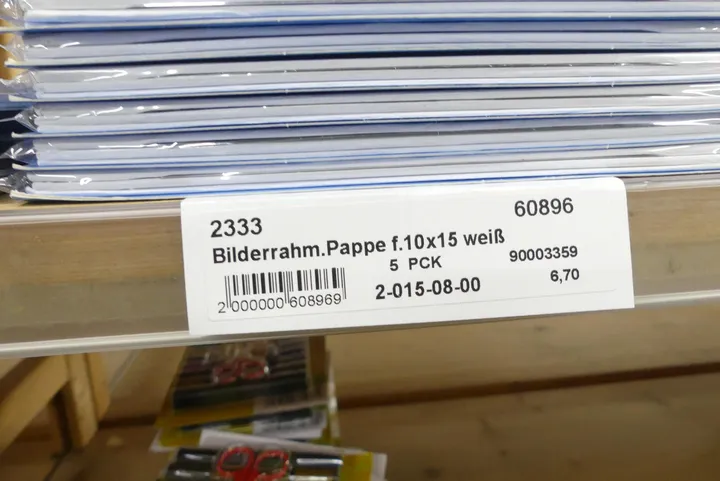 2333 60896
Bilderrahm.Pappe f.10x15 weiß
5 PCK 90003359
2 000000 608969 2-015-08-00 6,70